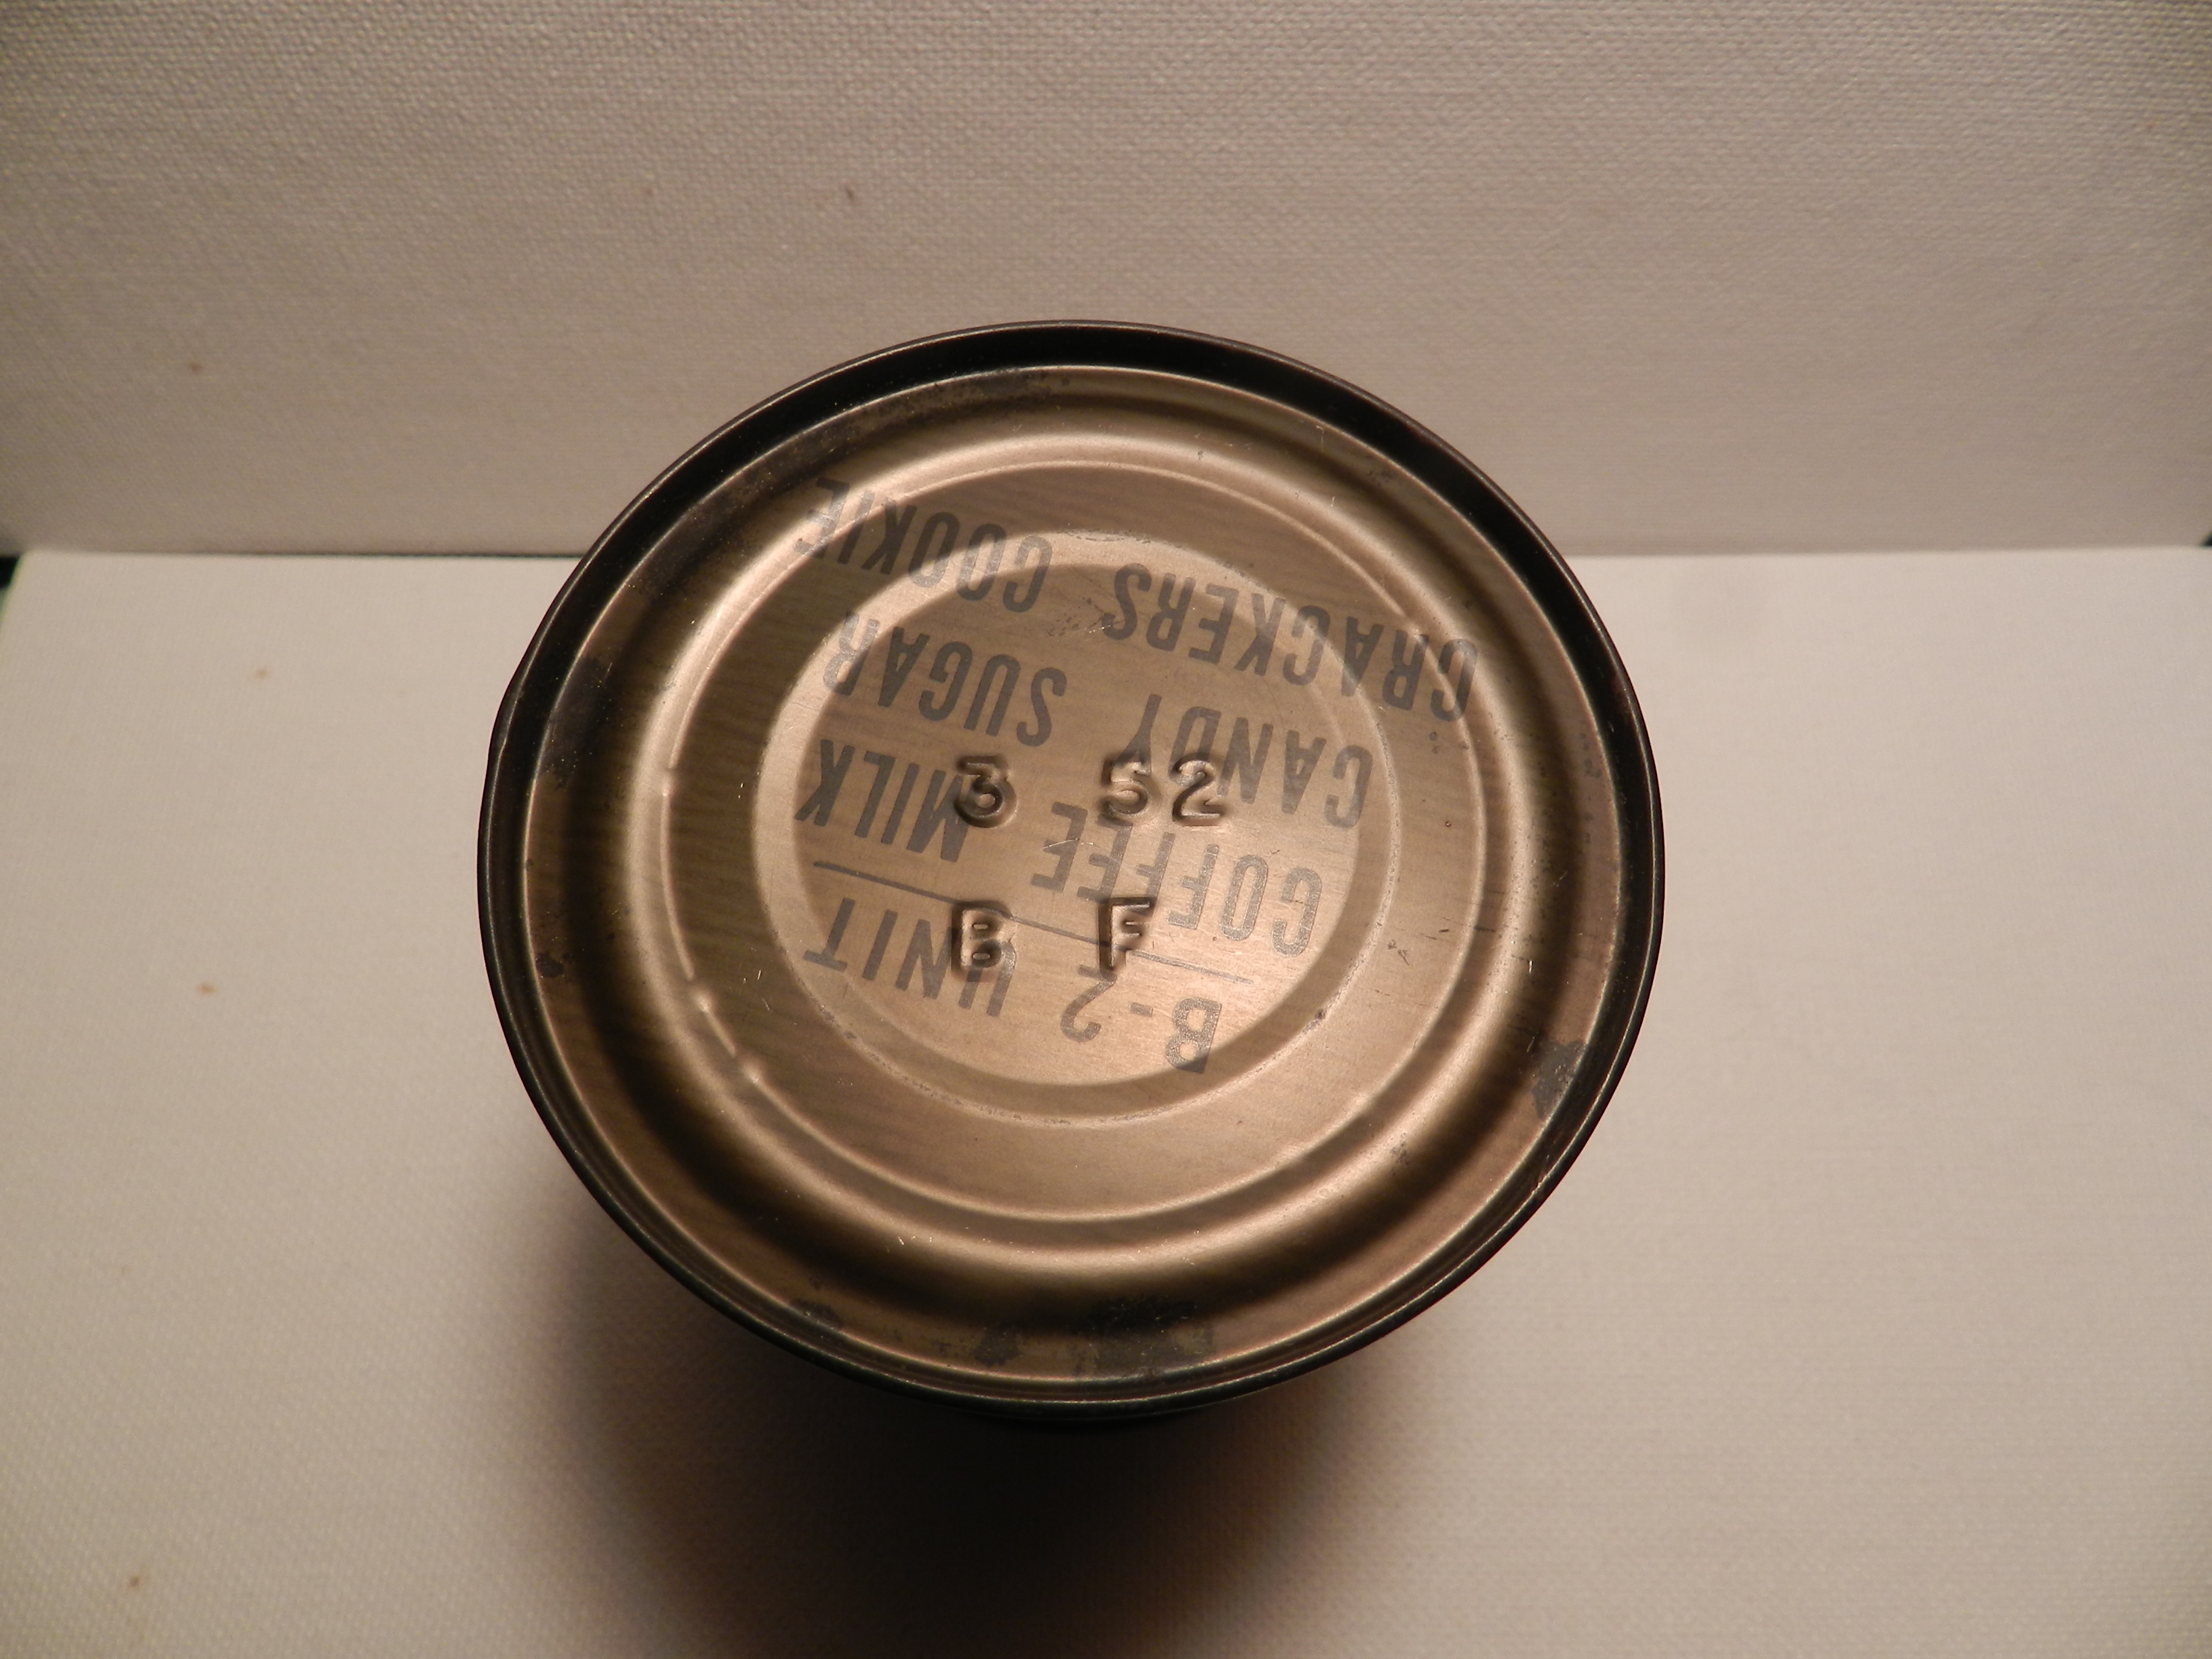 B-2 UNIT
COFFEE MILK
CANDY SUGAR
CRACKERS COOKIE
3 52
B F